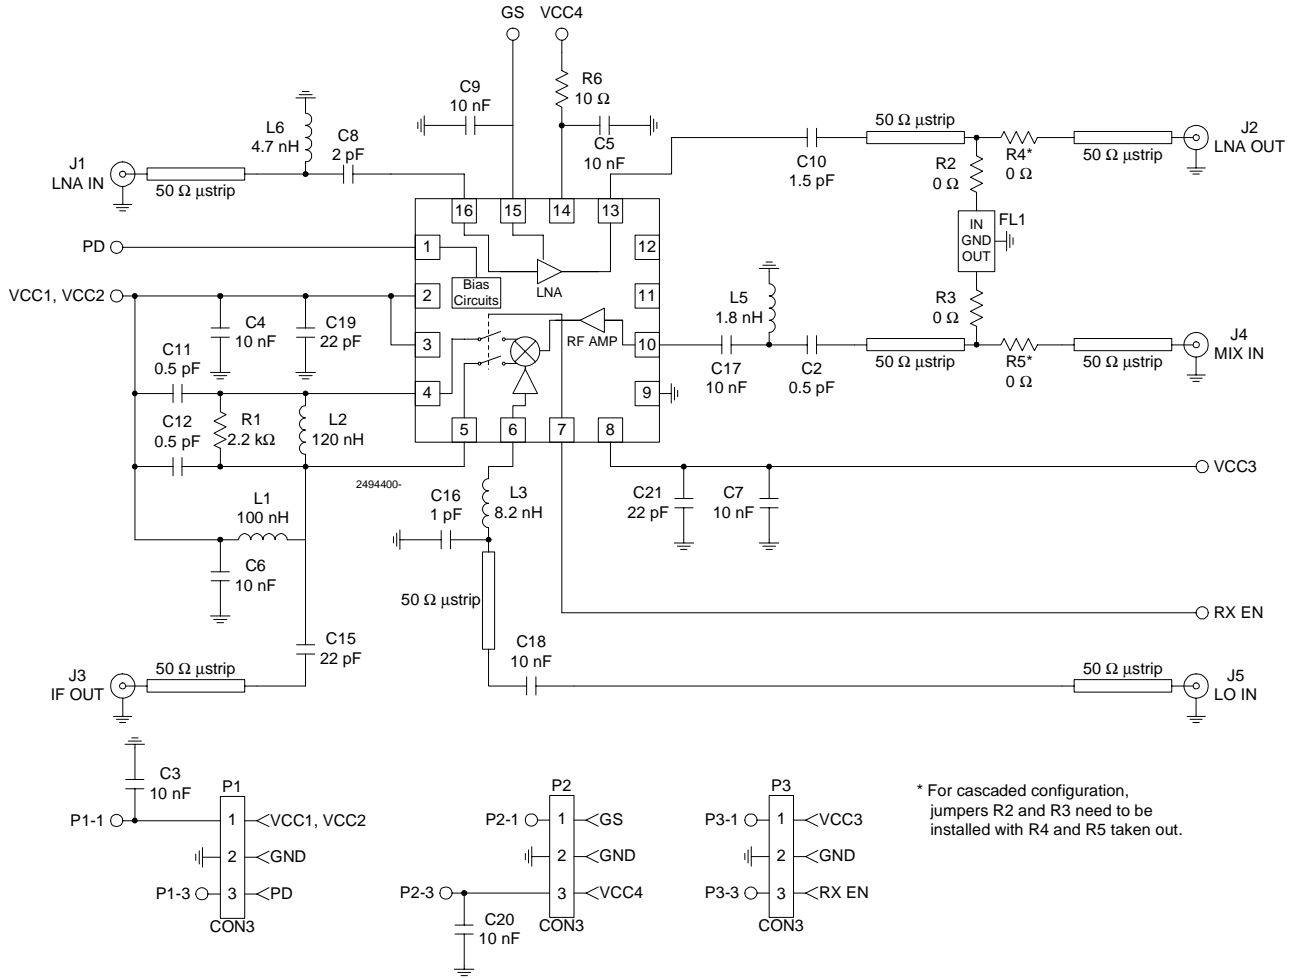 GS
VCC4
C9
10 nF
R6
10 Ω
C5
10 nF
L6
4.7 nH
C8
2 pF
J1
LNA IN
50 Ω µstrip
50 Ω µstrip
C10
1.5 pF
R2
0 Ω
R4*
0 Ω
50 Ω µstrip
J2
LNA OUT
16
15
14
13
PD
1
12
IN
GND
OUT
FL1
Bias
Circuits
LNA
VCC1, VCC2
2
11
C4
10 nF
C19
22 pF
3
RF AMP
10
L5
1.8 nH
C17
10 nF
C2
0.5 pF
50 Ω µstrip
R3
0 Ω
R5*
0 Ω
50 Ω µstrip
J4
MIX IN
C11
0.5 pF
4
9
C12
0.5 pF
R1
2.2 kΩ
L2
120 nH
5
6
7
8
VCC3
2494400-
L1
100 nH
C16
1 pF
L3
8.2 nH
C21
22 pF
C7
10 nF
C6
10 nF
50 Ω µstrip
RX EN
C15
22 pF
C18
10 nF
J3
IF OUT
50 Ω µstrip
50 Ω µstrip
J5
LO IN
C3
10 nF
P1
P1-1
1
VCC1, VCC2
2
GND
P1-3
3
PD
CON3
P2
P2-1
1
GS
2
GND
P2-3
3
VCC4
CON3
C20
10 nF
P3
P3-1
1
VCC3
2
GND
P3-3
3
RX EN
CON3
* For cascaded configuration,
jumpers R2 and R3 need to be
installed with R4 and R5 taken out.